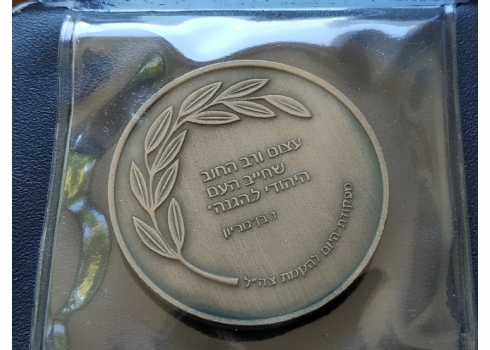 עצום ורב החוב
שחייב העם
היהודי להגנה״
ד. בן־גוריון
מפקודת היום להקמת צה״ל